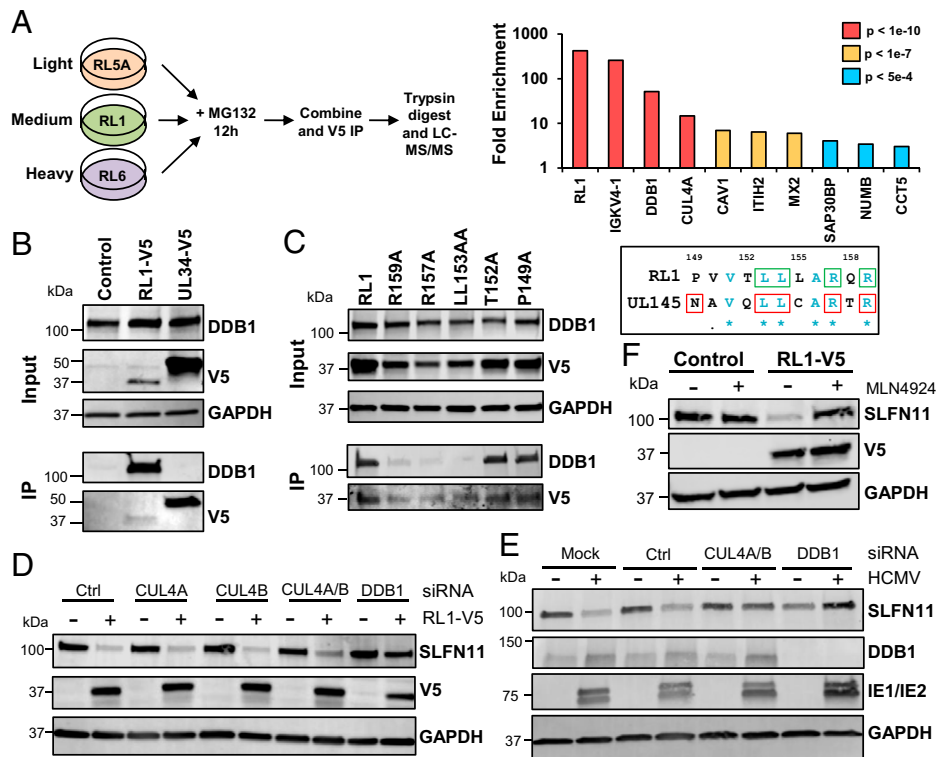 A
Light
RL5A
Medium
RL1
Heavy
RL6
+ MG132
12h
Combine
and V5 IP
Trypsin
digest
and LC-
MS/MS
Fold Enrichment
1000
100
10
1
p < 1e-10
p < 1e-7
p < 5e-4
RL1
IGKV4-1
DDB1
CUL4A
CAV1
ITIH2
MX2
SAP30BP
NUMB
CCT5
B
Control
RL1-V5
UL34-V5
kDa
Input
100
DDB1
50
37
V5
37
GAPDH
IP
100
DDB1
50
37
V5
C
RL1
R159A
R157A
LL153AA
T152A
P149A
kDa
Input
100
DDB1
50
37
V5
37
GAPDH
IP
100
DDB1
37
V5
149 152 155 158
RL1 P V V T L L A R Q R
UL145 N A V Q L L C A R T R
. * * * * * *
F
Control RL1-V5
kDa
- + - + MLN4924
100
SLFN11
V5
37
GAPDH
D
Ctrl CUL4A CUL4B CUL4A/B DDB1 siRNA
kDa
- + - + - + - + - + RL1-V5
100
SLFN11
37
V5
37
GAPDH
E
Mock Ctrl CUL4A/B DDB1 siRNA
kDa
- + - + - + - + HCMV
100
SLFN11
150
DDB1
75
IE1/IE2
37
GAPDH